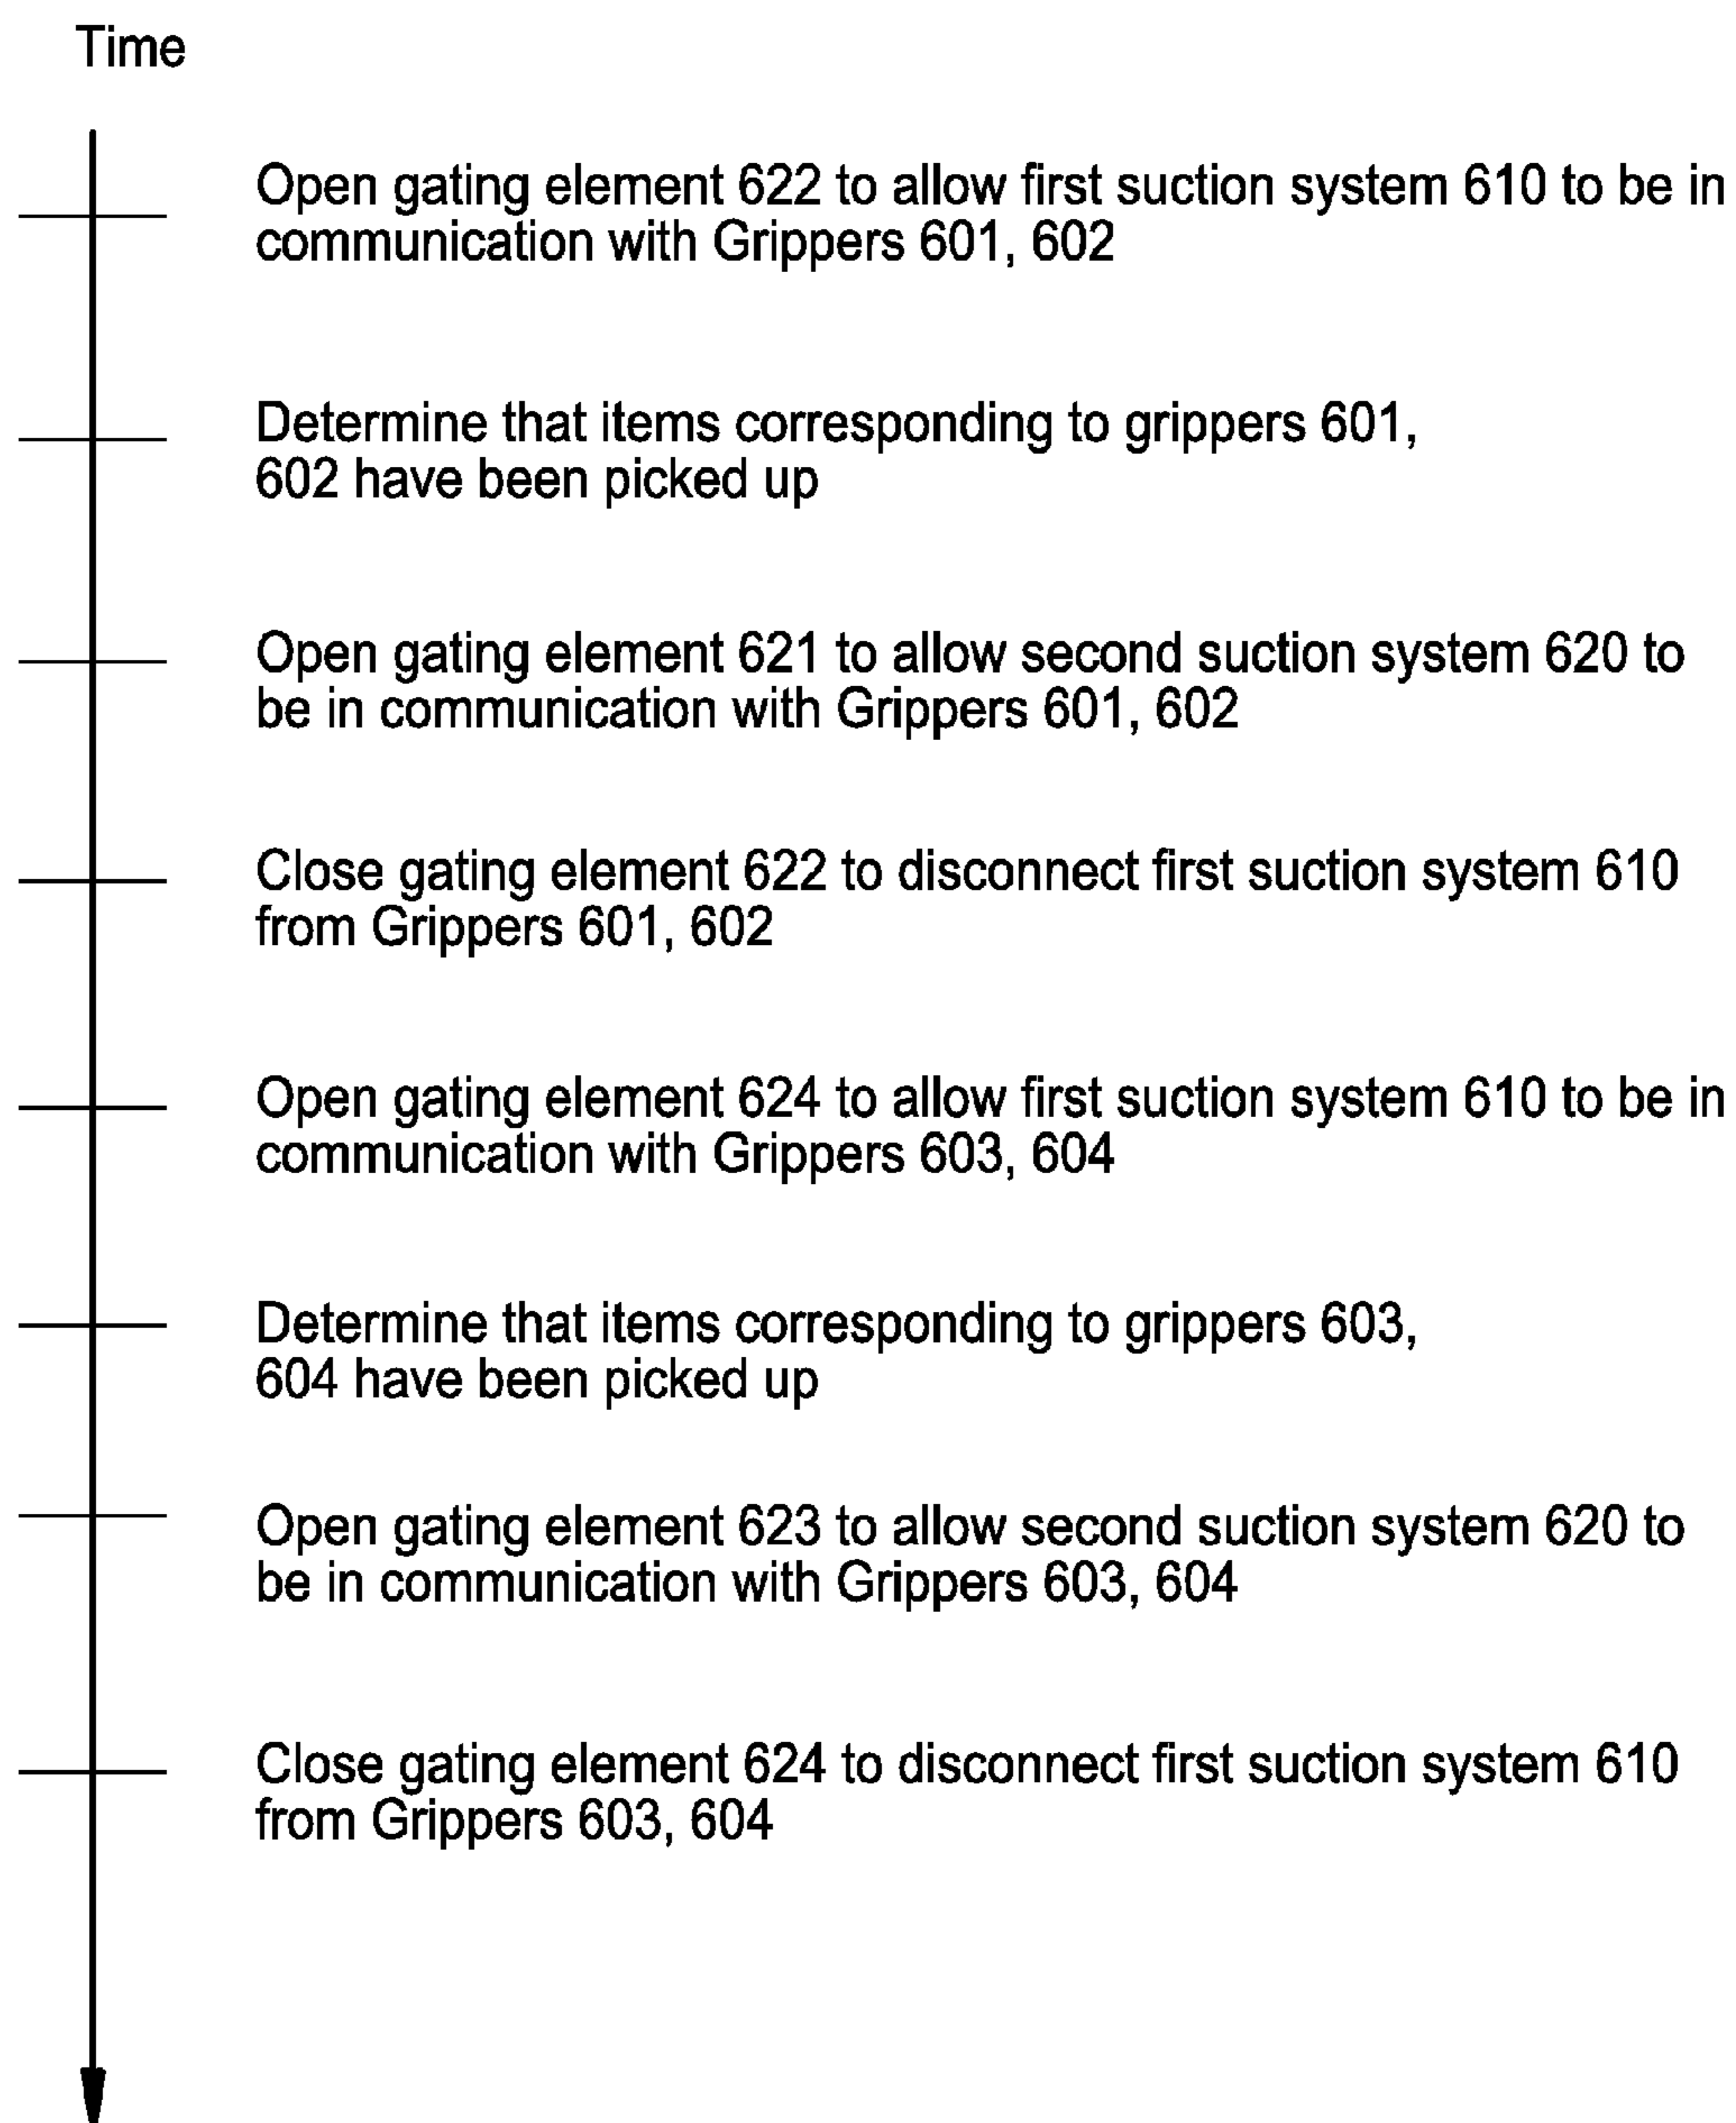 Time
Open gating element 622 to allow first suction system 610 to be in
communication with Grippers 601, 602
Determine that items corresponding to grippers 601,
602 have been picked up
Open gating element 621 to allow second suction system 620 to
be in communication with Grippers 601, 602
Close gating element 622 to disconnect first suction system 610
from Grippers 601, 602
Open gating element 624 to allow first suction system 610 to be in
communication with Grippers 603, 604
Determine that items corresponding to grippers 603,
604 have been picked up
Open gating element 623 to allow second suction system 620 to
be in communication with Grippers 603, 604
Close gating element 624 to disconnect first suction system 610
from Grippers 603, 604